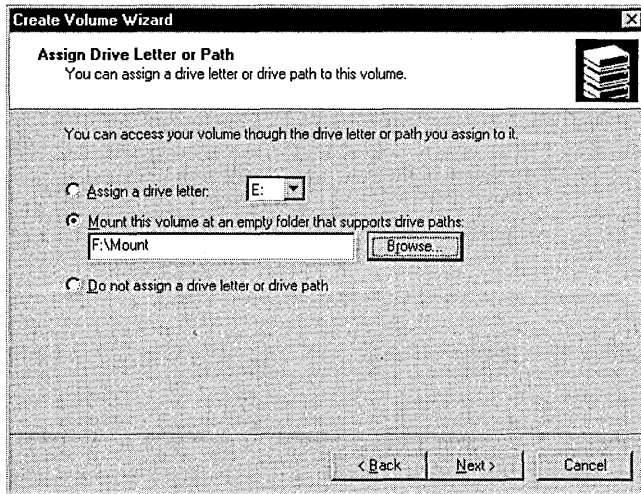 Create Volume Wizard
Assign Drive Letter or Path
You can assign a drive letter or drive path to this volume.
You can access your volume though the drive letter or path you assign to it.
Assign a drive letter: E:
Mount this volume at an empty folder that supports drive paths:
F:\Mount Browse...
Do not assign a drive letter or drive path
< Back Next > Cancel